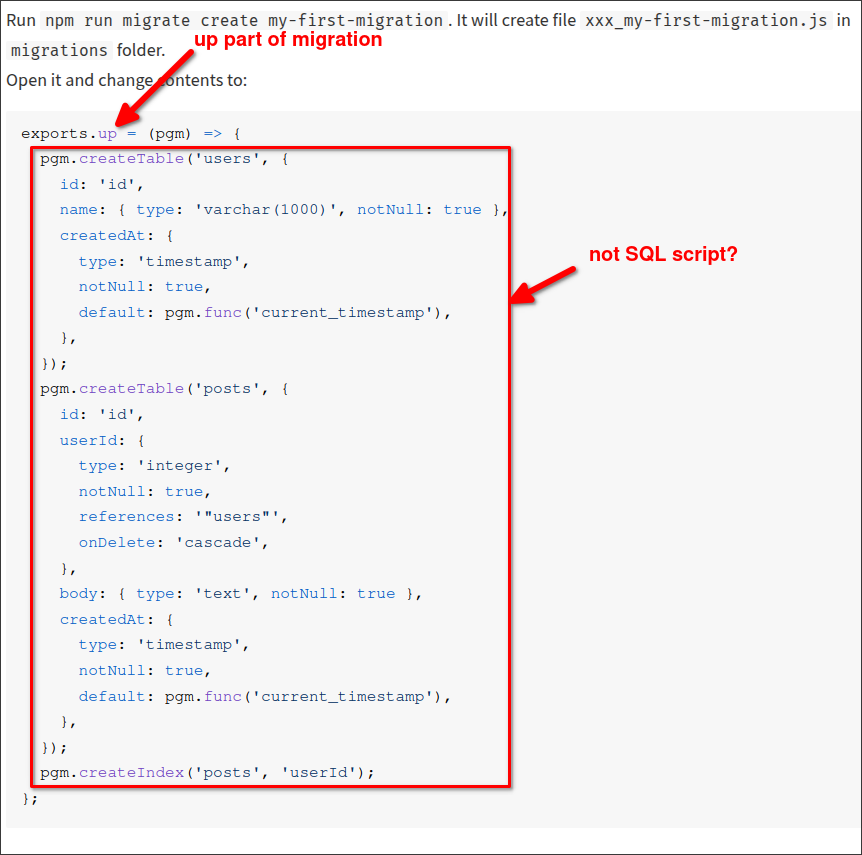 Run npm run migrate create my-first-migration. It will create file xxx_my-first-migration.js in
migrations folder.
up part of migration
Open it and change contents to:
exports.up = (pgm) => {
pgm.createTable('users', {
id: 'id',
name: { type: 'varchar(1000)', notNull: true },
createdAt: {
type: 'timestamp',
notNull: true,
default: pgm.func('current_timestamp'),
},
});
not SQL script?
pgm.createTable('posts', {
id: 'id',
userId: {
type: 'integer',
notNull: true,
references: '"users"',
onDelete: 'cascade',
},
body: { type: 'text', notNull: true },
createdAt: {
type: 'timestamp',
notNull: true,
default: pgm.func('current_timestamp'),
},
});
pgm.createIndex('posts', 'userId');
};